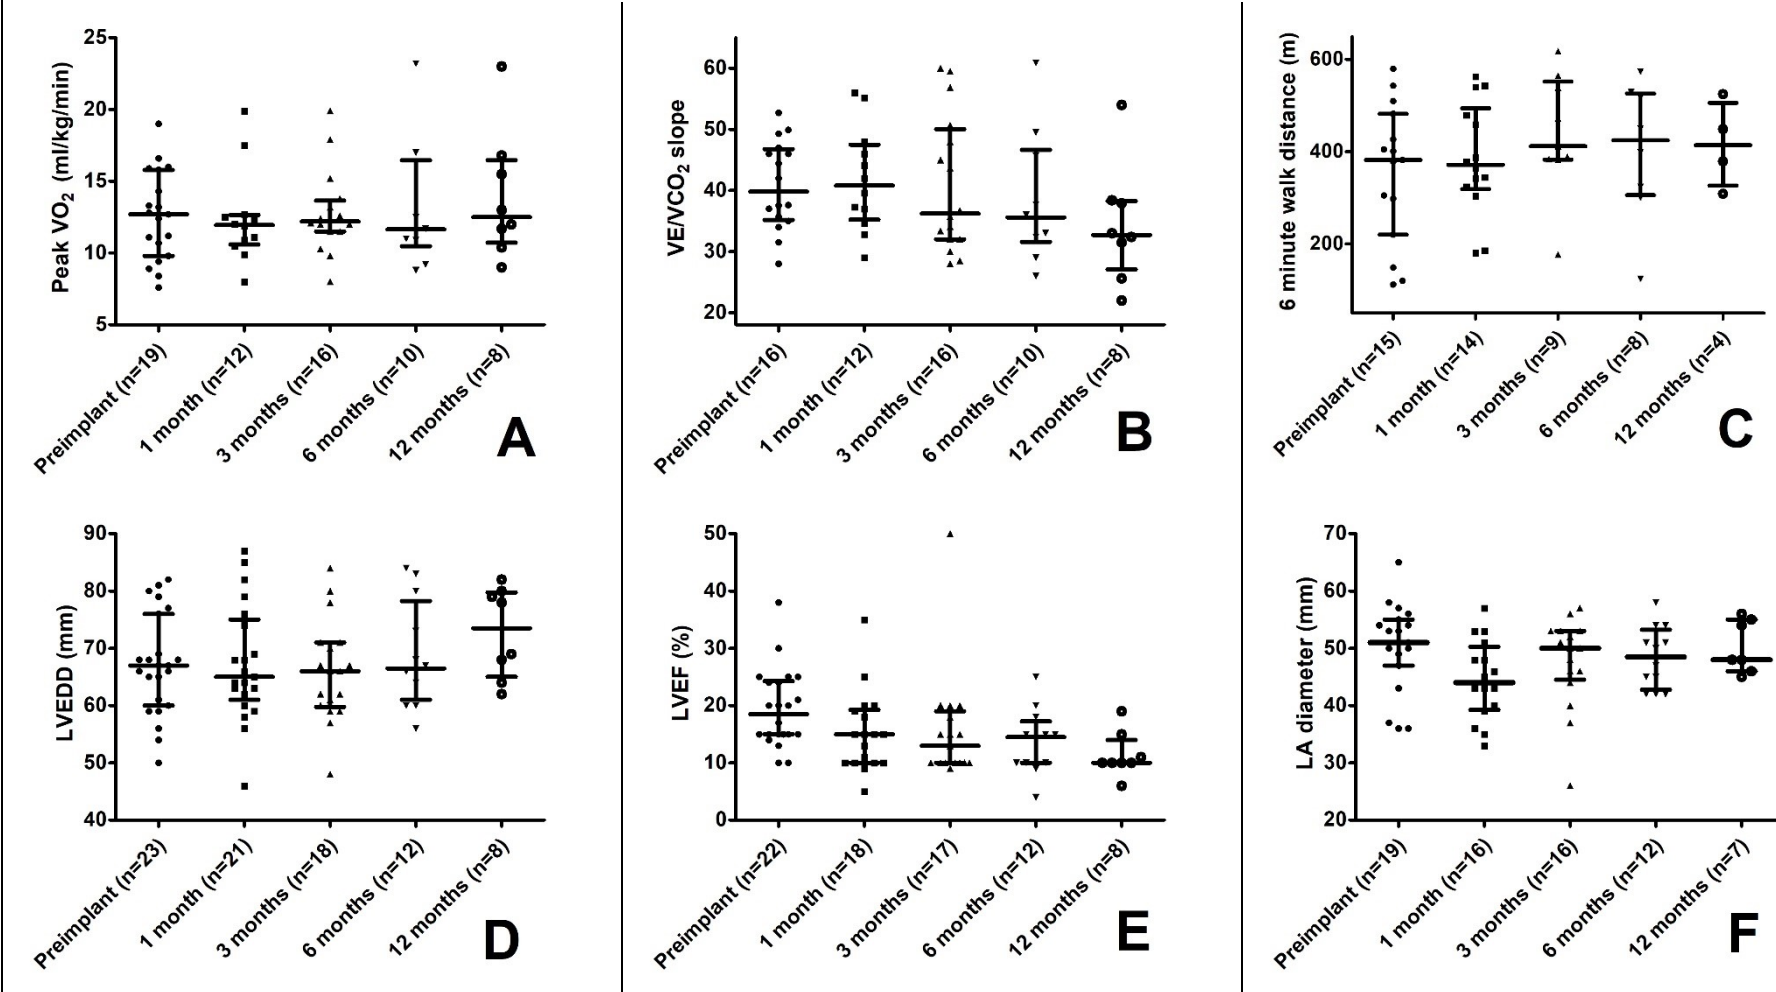 Peak VO2 (ml/kg/min)
25
20
15
10
5
Preimplant (n=19)
1 month (n=12)
3 months (n=16)
6 months (n=10)
12 months (n=8)
A
VE/VCO2 slope
60
50
40
30
20
Preimplant (n=16)
1 month (n=12)
3 months (n=16)
6 months (n=10)
12 months (n=8)
B
6 minute walk distance (m)
600
400
200
Preimplant (n=15)
1 month (n=14)
3 months (n=9)
6 months (n=8)
12 months (n=4)
C
LVEDD (mm)
90
80
70
60
50
40
Preimplant (n=23)
1 month (n=21)
3 months (n=18)
6 months (n=12)
12 months (n=8)
D
LVEF (%)
50
40
30
20
10
0
Preimplant (n=22)
1 month (n=18)
3 months (n=17)
6 months (n=12)
12 months (n=8)
E
LA diameter (mm)
70
60
50
40
30
20
Preimplant (n=19)
1 month (n=16)
3 months (n=16)
6 months (n=12)
12 months (n=7)
F